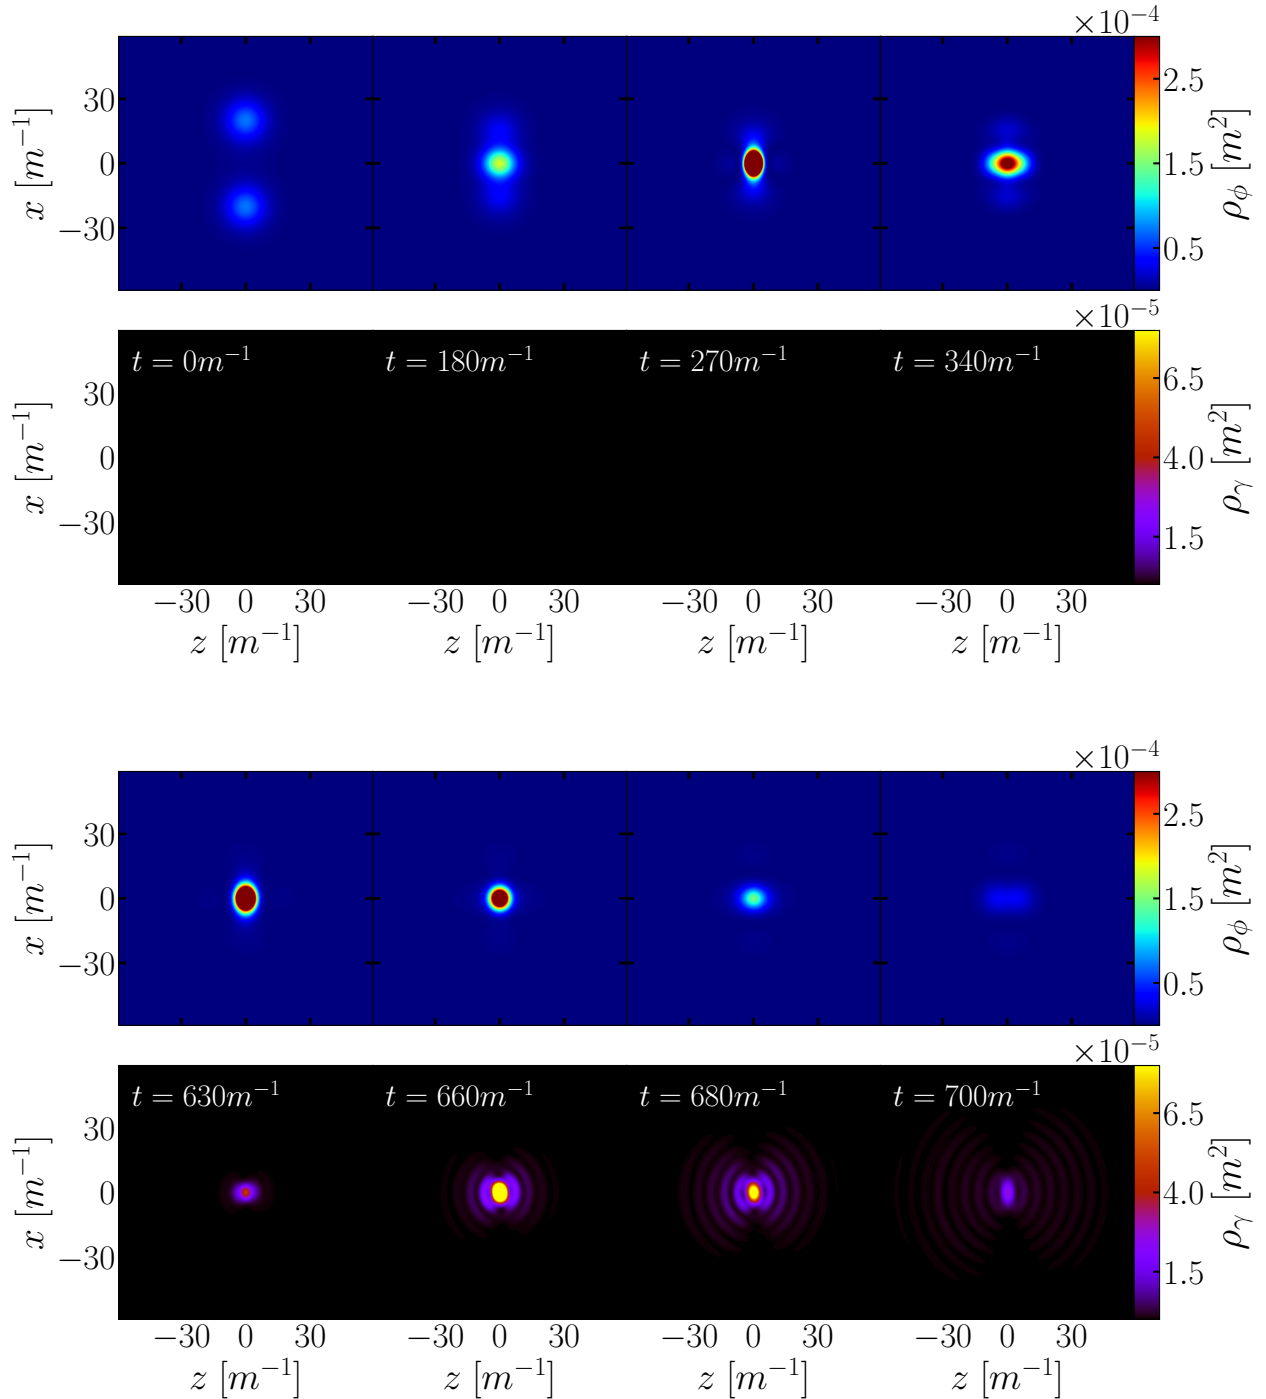 ×10⁻⁴
x [m⁻¹]
30
0
−30
2.5
1.5
0.5
ρ_ϕ [m²]
×10⁻⁵
t = 0m⁻¹ t = 180m⁻¹ t = 270m⁻¹ t = 340m⁻¹
x [m⁻¹]
30
0
−30
6.5
4.0
1.5
ρ_γ [m²]
−30 0 30 −30 0 30 −30 0 30 −30 0 30
z [m⁻¹] z [m⁻¹] z [m⁻¹] z [m⁻¹]
×10⁻⁴
x [m⁻¹]
30
0
−30
2.5
1.5
0.5
ρ_ϕ [m²]
×10⁻⁵
t = 630m⁻¹ t = 660m⁻¹ t = 680m⁻¹ t = 700m⁻¹
x [m⁻¹]
30
0
−30
6.5
4.0
1.5
ρ_γ [m²]
−30 0 30 −30 0 30 −30 0 30 −30 0 30
z [m⁻¹] z [m⁻¹] z [m⁻¹] z [m⁻¹]